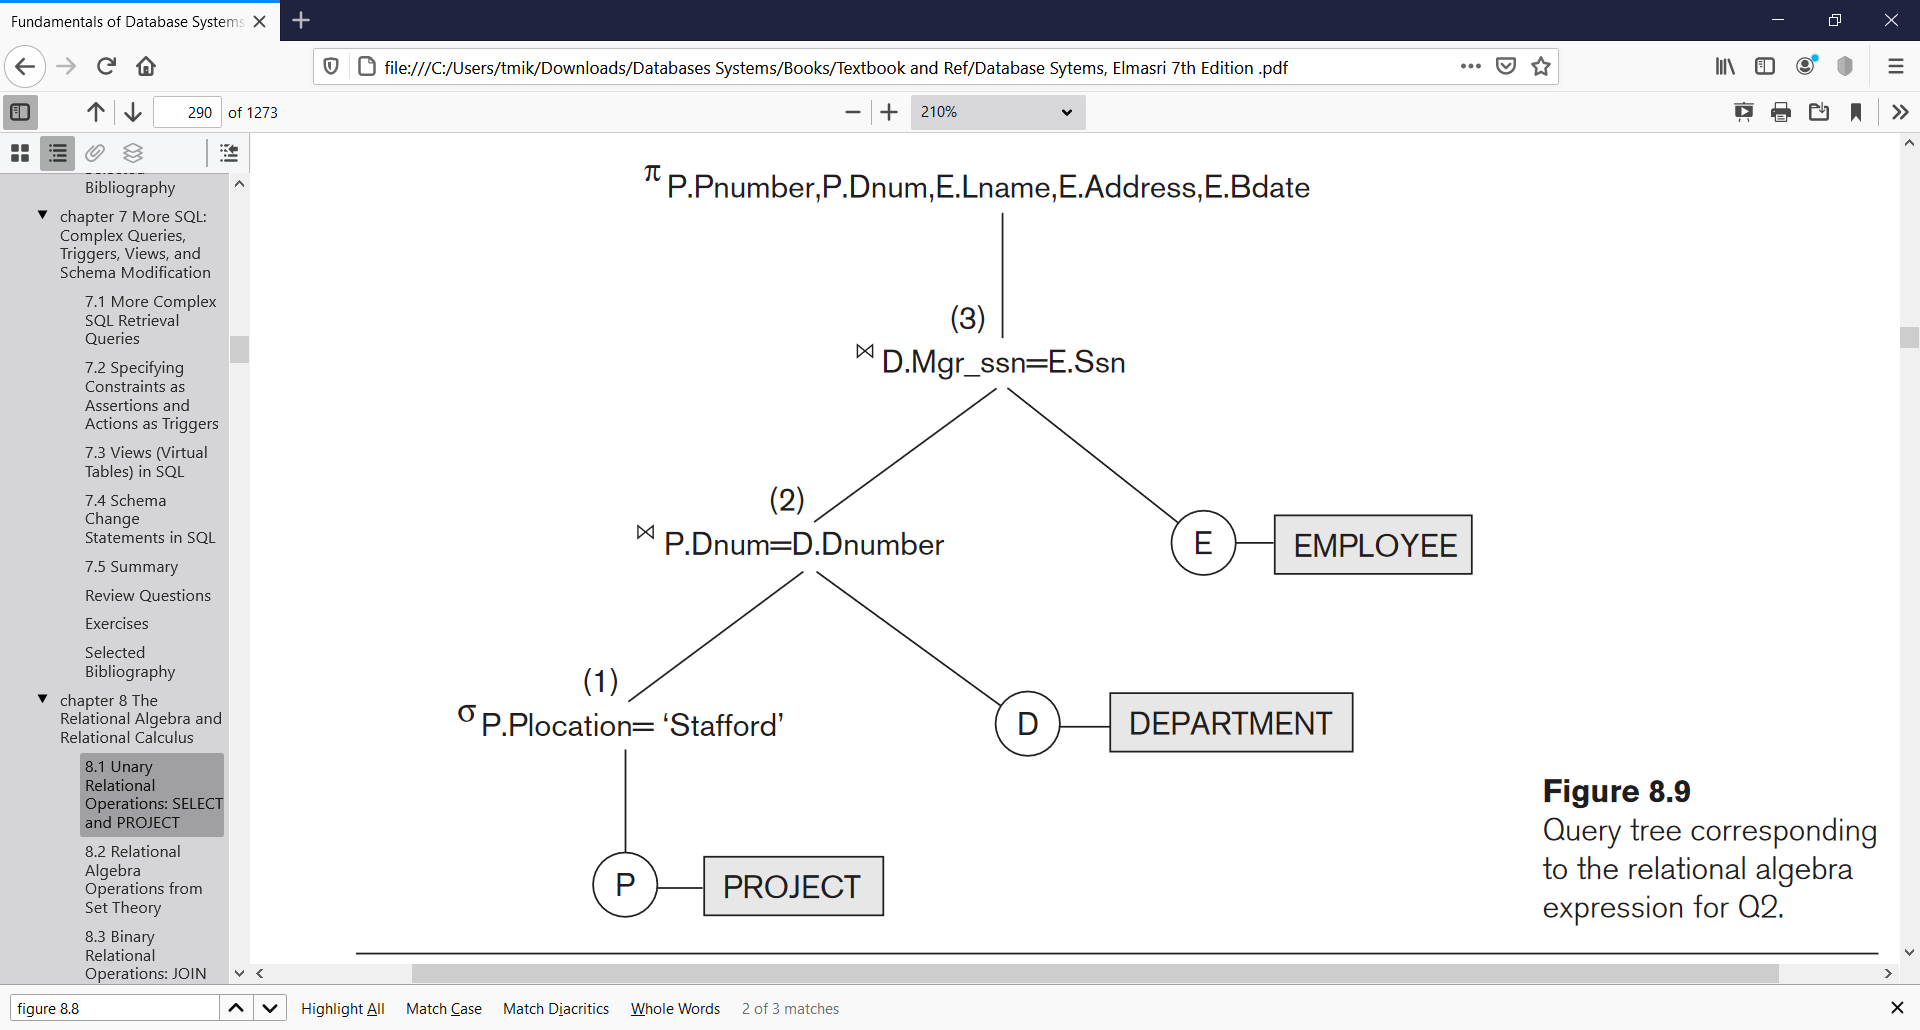 Fundamentals of Database Systems
file:///C:/Users/tmik/Downloads/Databases Systems/Books/Textbook and Ref/Database Sytems, Elmasri 7th Edition .pdf
290 of 1273
210%
Bibliography
chapter 7 More SQL:
Complex Queries,
Triggers, Views, and
Schema Modification
7.1 More Complex
SQL Retrieval
Queries
7.2 Specifying
Constraints as
Assertions and
Actions as Triggers
7.3 Views (Virtual
Tables) in SQL
7.4 Schema
Change
Statements in SQL
7.5 Summary
Review Questions
Exercises
Selected
Bibliography
chapter 8 The
Relational Algebra and
Relational Calculus
8.1 Unary
Relational
Operations: SELECT
and PROJECT
8.2 Relational
Algebra
Operations from
Set Theory
8.3 Binary
Relational
Operations: JOIN
π P.Pnumber,P.Dnum,E.Lname,E.Address,E.Bdate
(3)
⋈ D.Mgr_ssn=E.Ssn
(2)
⋈ P.Dnum=D.Dnumber
E EMPLOYEE
(1)
σ P.Plocation= ‘Stafford’
D DEPARTMENT
P PROJECT
Figure 8.9
Query tree corresponding
to the relational algebra
expression for Q2.
figure 8.8 Highlight All Match Case Match Diacritics Whole Words 2 of 3 matches